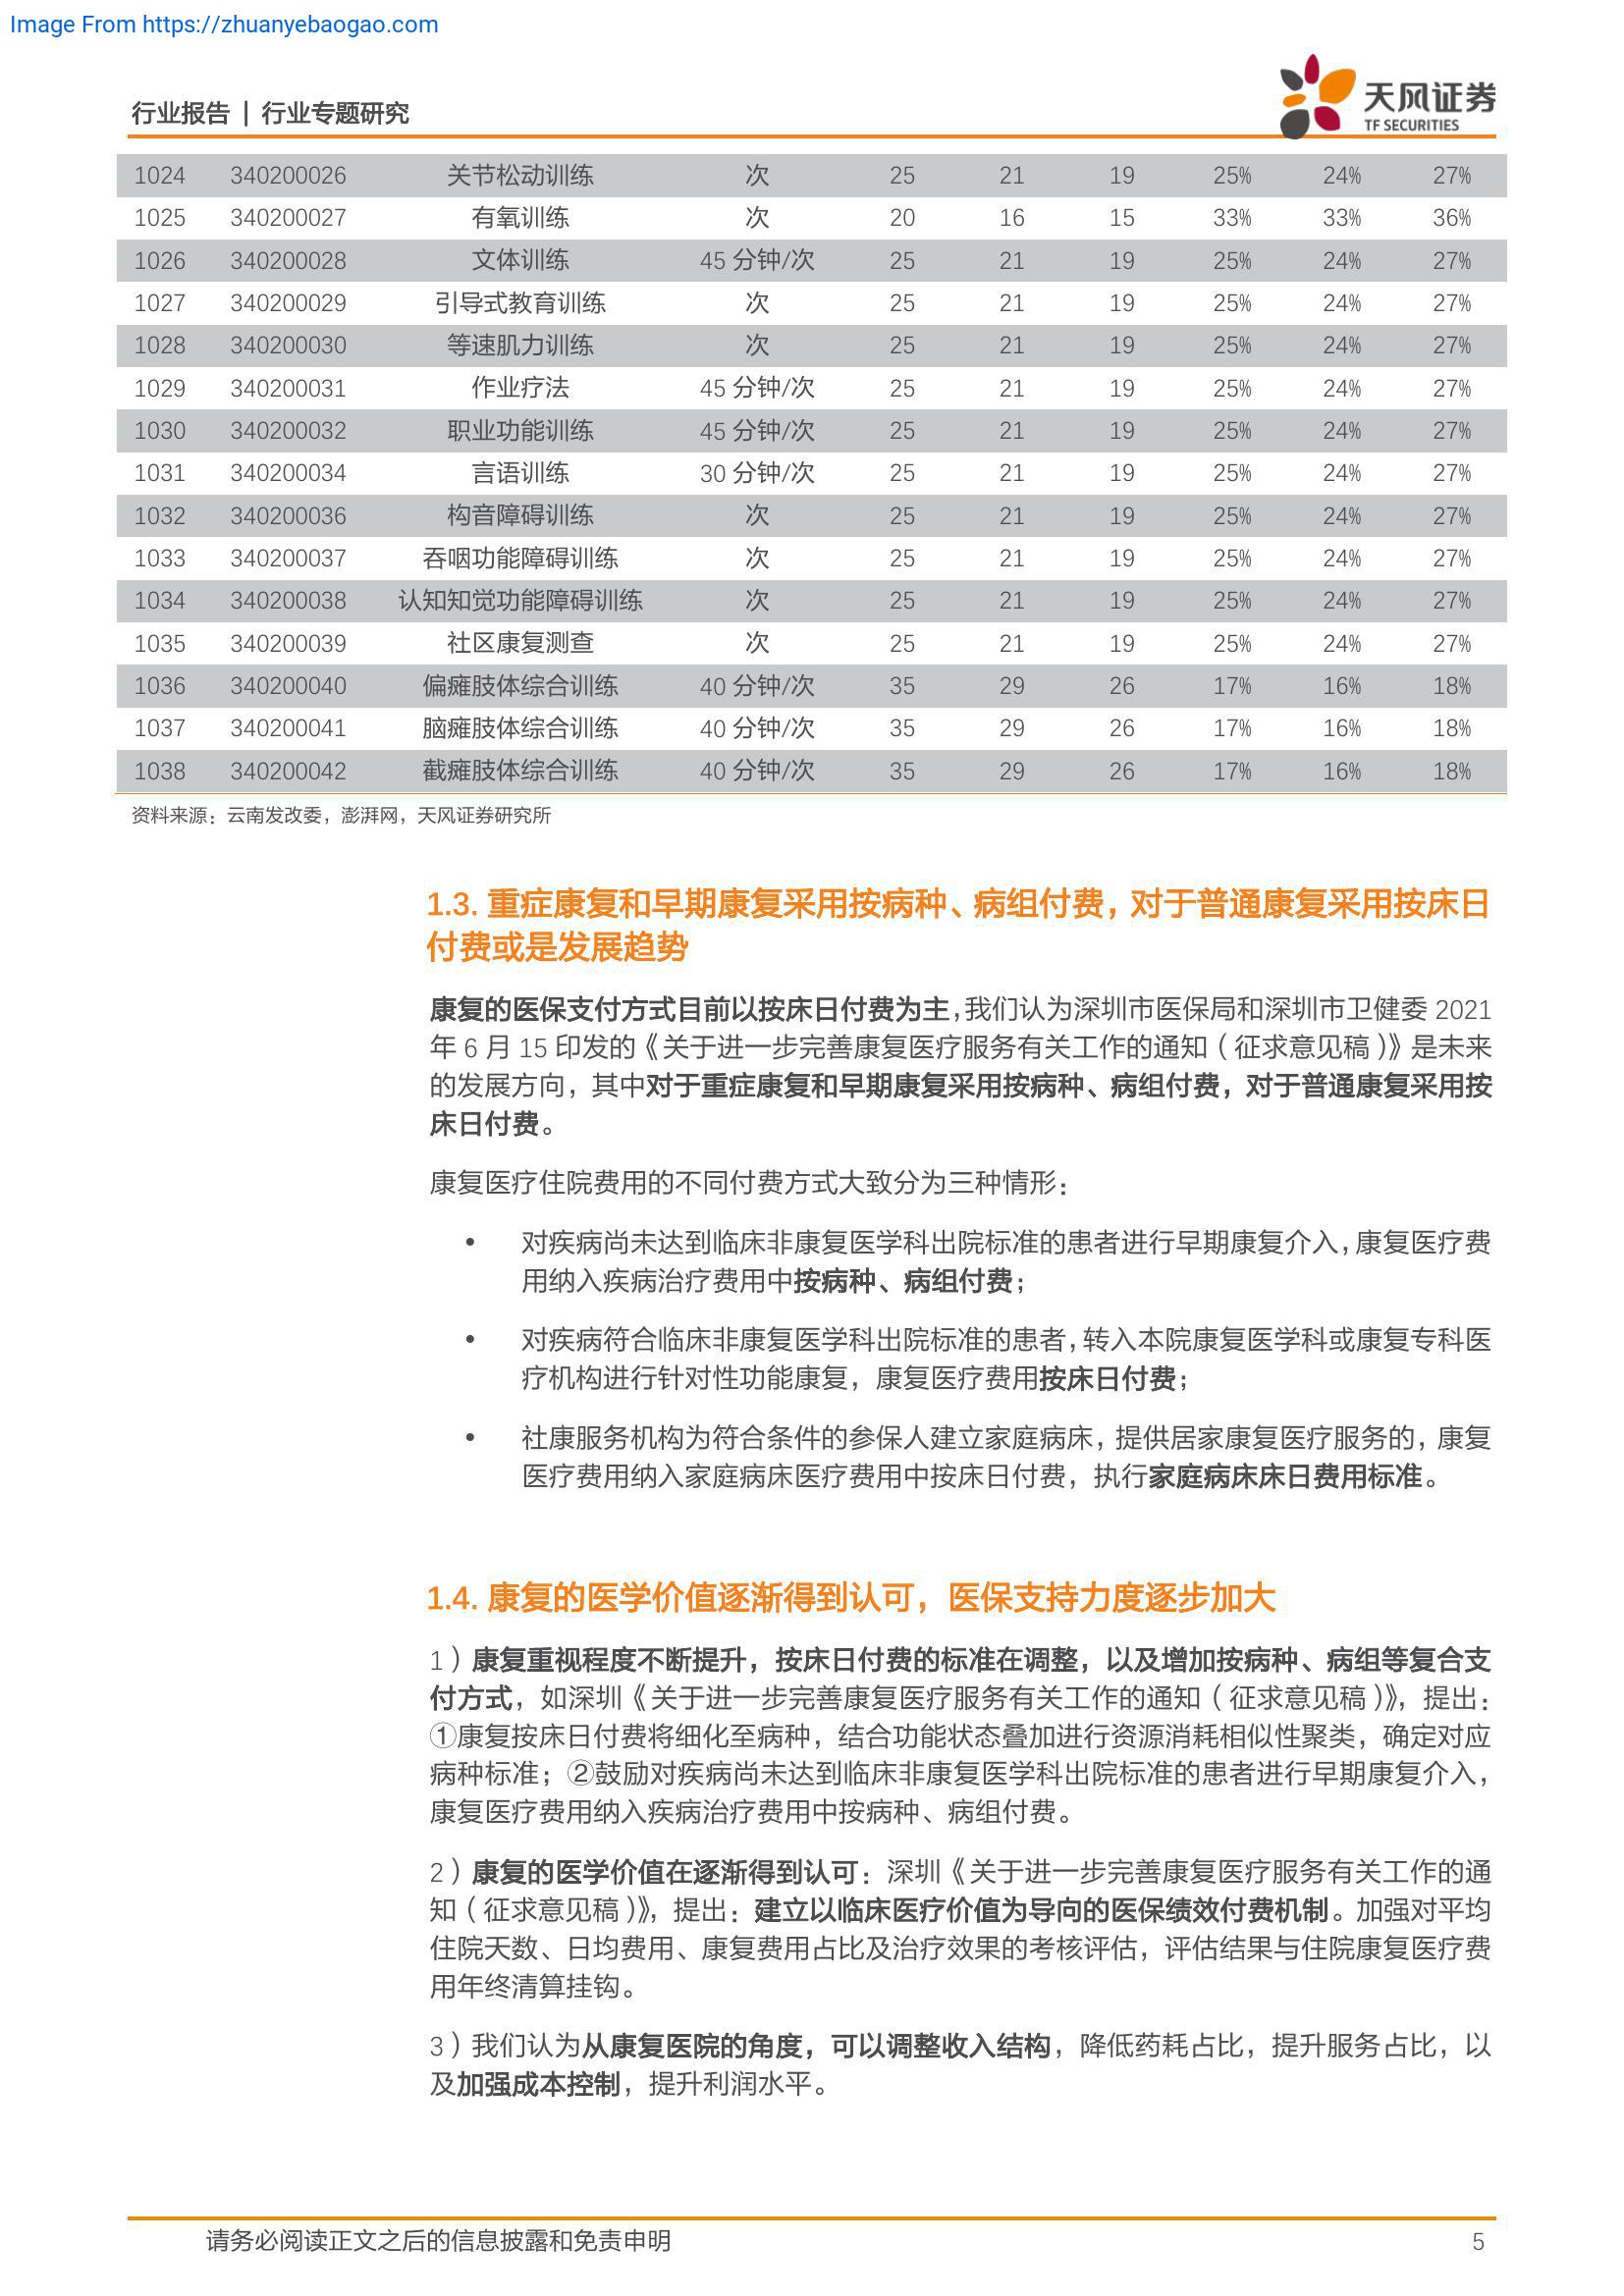 Image From https://zhuanyebaogao.com
行业报告 | 行业专题研究
天风证券
TF SECURITIES
1024 340200026 关节松动训练 次 25 21 19 25% 24% 27%
1025 340200027 有氧训练 次 20 16 15 33% 33% 36%
1026 340200028 文体训练 45 分钟/次 25 21 19 25% 24% 27%
1027 340200029 引导式教育训练 次 25 21 19 25% 24% 27%
1028 340200030 等速肌力训练 次 25 21 19 25% 24% 27%
1029 340200031 作业疗法 45 分钟/次 25 21 19 25% 24% 27%
1030 340200032 职业功能训练 45 分钟/次 25 21 19 25% 24% 27%
1031 340200034 言语训练 30 分钟/次 25 21 19 25% 24% 27%
1032 340200036 构音障碍训练 次 25 21 19 25% 24% 27%
1033 340200037 吞咽功能障碍训练 次 25 21 19 25% 24% 27%
1034 340200038 认知知觉功能障碍训练 次 25 21 19 25% 24% 27%
1035 340200039 社区康复测查 次 25 21 19 25% 24% 27%
1036 340200040 偏瘫肢体综合训练 40 分钟/次 35 29 26 17% 16% 18%
1037 340200041 脑瘫肢体综合训练 40 分钟/次 35 29 26 17% 16% 18%
1038 340200042 截瘫肢体综合训练 40 分钟/次 35 29 26 17% 16% 18%
资料来源：云南发改委，澎湃网，天风证券研究所
1.3. 重症康复和早期康复采用按病种、病组付费，对于普通康复采用按床日
付费或是发展趋势
康复的医保支付方式目前以按床日付费为主，我们认为深圳市医保局和深圳市卫健委 2021
年 6 月 15 印发的《关于进一步完善康复医疗服务有关工作的通知（征求意见稿）》是未来
的发展方向，其中对于重症康复和早期康复采用按病种、病组付费，对于普通康复采用按
床日付费。
康复医疗住院费用的不同付费方式大致分为三种情形：
• 对疾病尚未达到临床非康复医学科出院标准的患者进行早期康复介入，康复医疗费
用纳入疾病治疗费用中按病种、病组付费；
• 对疾病符合临床非康复医学科出院标准的患者，转入本院康复医学科或康复专科医
疗机构进行针对性功能康复，康复医疗费用按床日付费；
• 社康服务机构为符合条件的参保人建立家庭病床，提供居家康复医疗服务的，康复
医疗费用纳入家庭病床医疗费用中按床日付费，执行家庭病床床日费用标准。
1.4. 康复的医学价值逐渐得到认可，医保支持力度逐步加大
1）康复重视程度不断提升，按床日付费的标准在调整，以及增加按病种、病组等复合支
付方式，如深圳《关于进一步完善康复医疗服务有关工作的通知（征求意见稿）》，提出：
①康复按床日付费将细化至病种，结合功能状态叠加进行资源消耗相似性聚类，确定对应
病种标准；②鼓励对疾病尚未达到临床非康复医学科出院标准的患者进行早期康复介入，
康复医疗费用纳入疾病治疗费用中按病种、病组付费。
2）康复的医学价值在逐渐得到认可：深圳《关于进一步完善康复医疗服务有关工作的通
知（征求意见稿）》，提出：建立以临床医疗价值为导向的医保绩效付费机制。加强对平均
住院天数、日均费用、康复费用占比及治疗效果的考核评估，评估结果与住院康复医疗费
用年终清算挂钩。
3）我们认为从康复医院的角度，可以调整收入结构，降低药耗占比，提升服务占比，以
及加强成本控制，提升利润水平。
请务必阅读正文之后的信息披露和免责申明 5